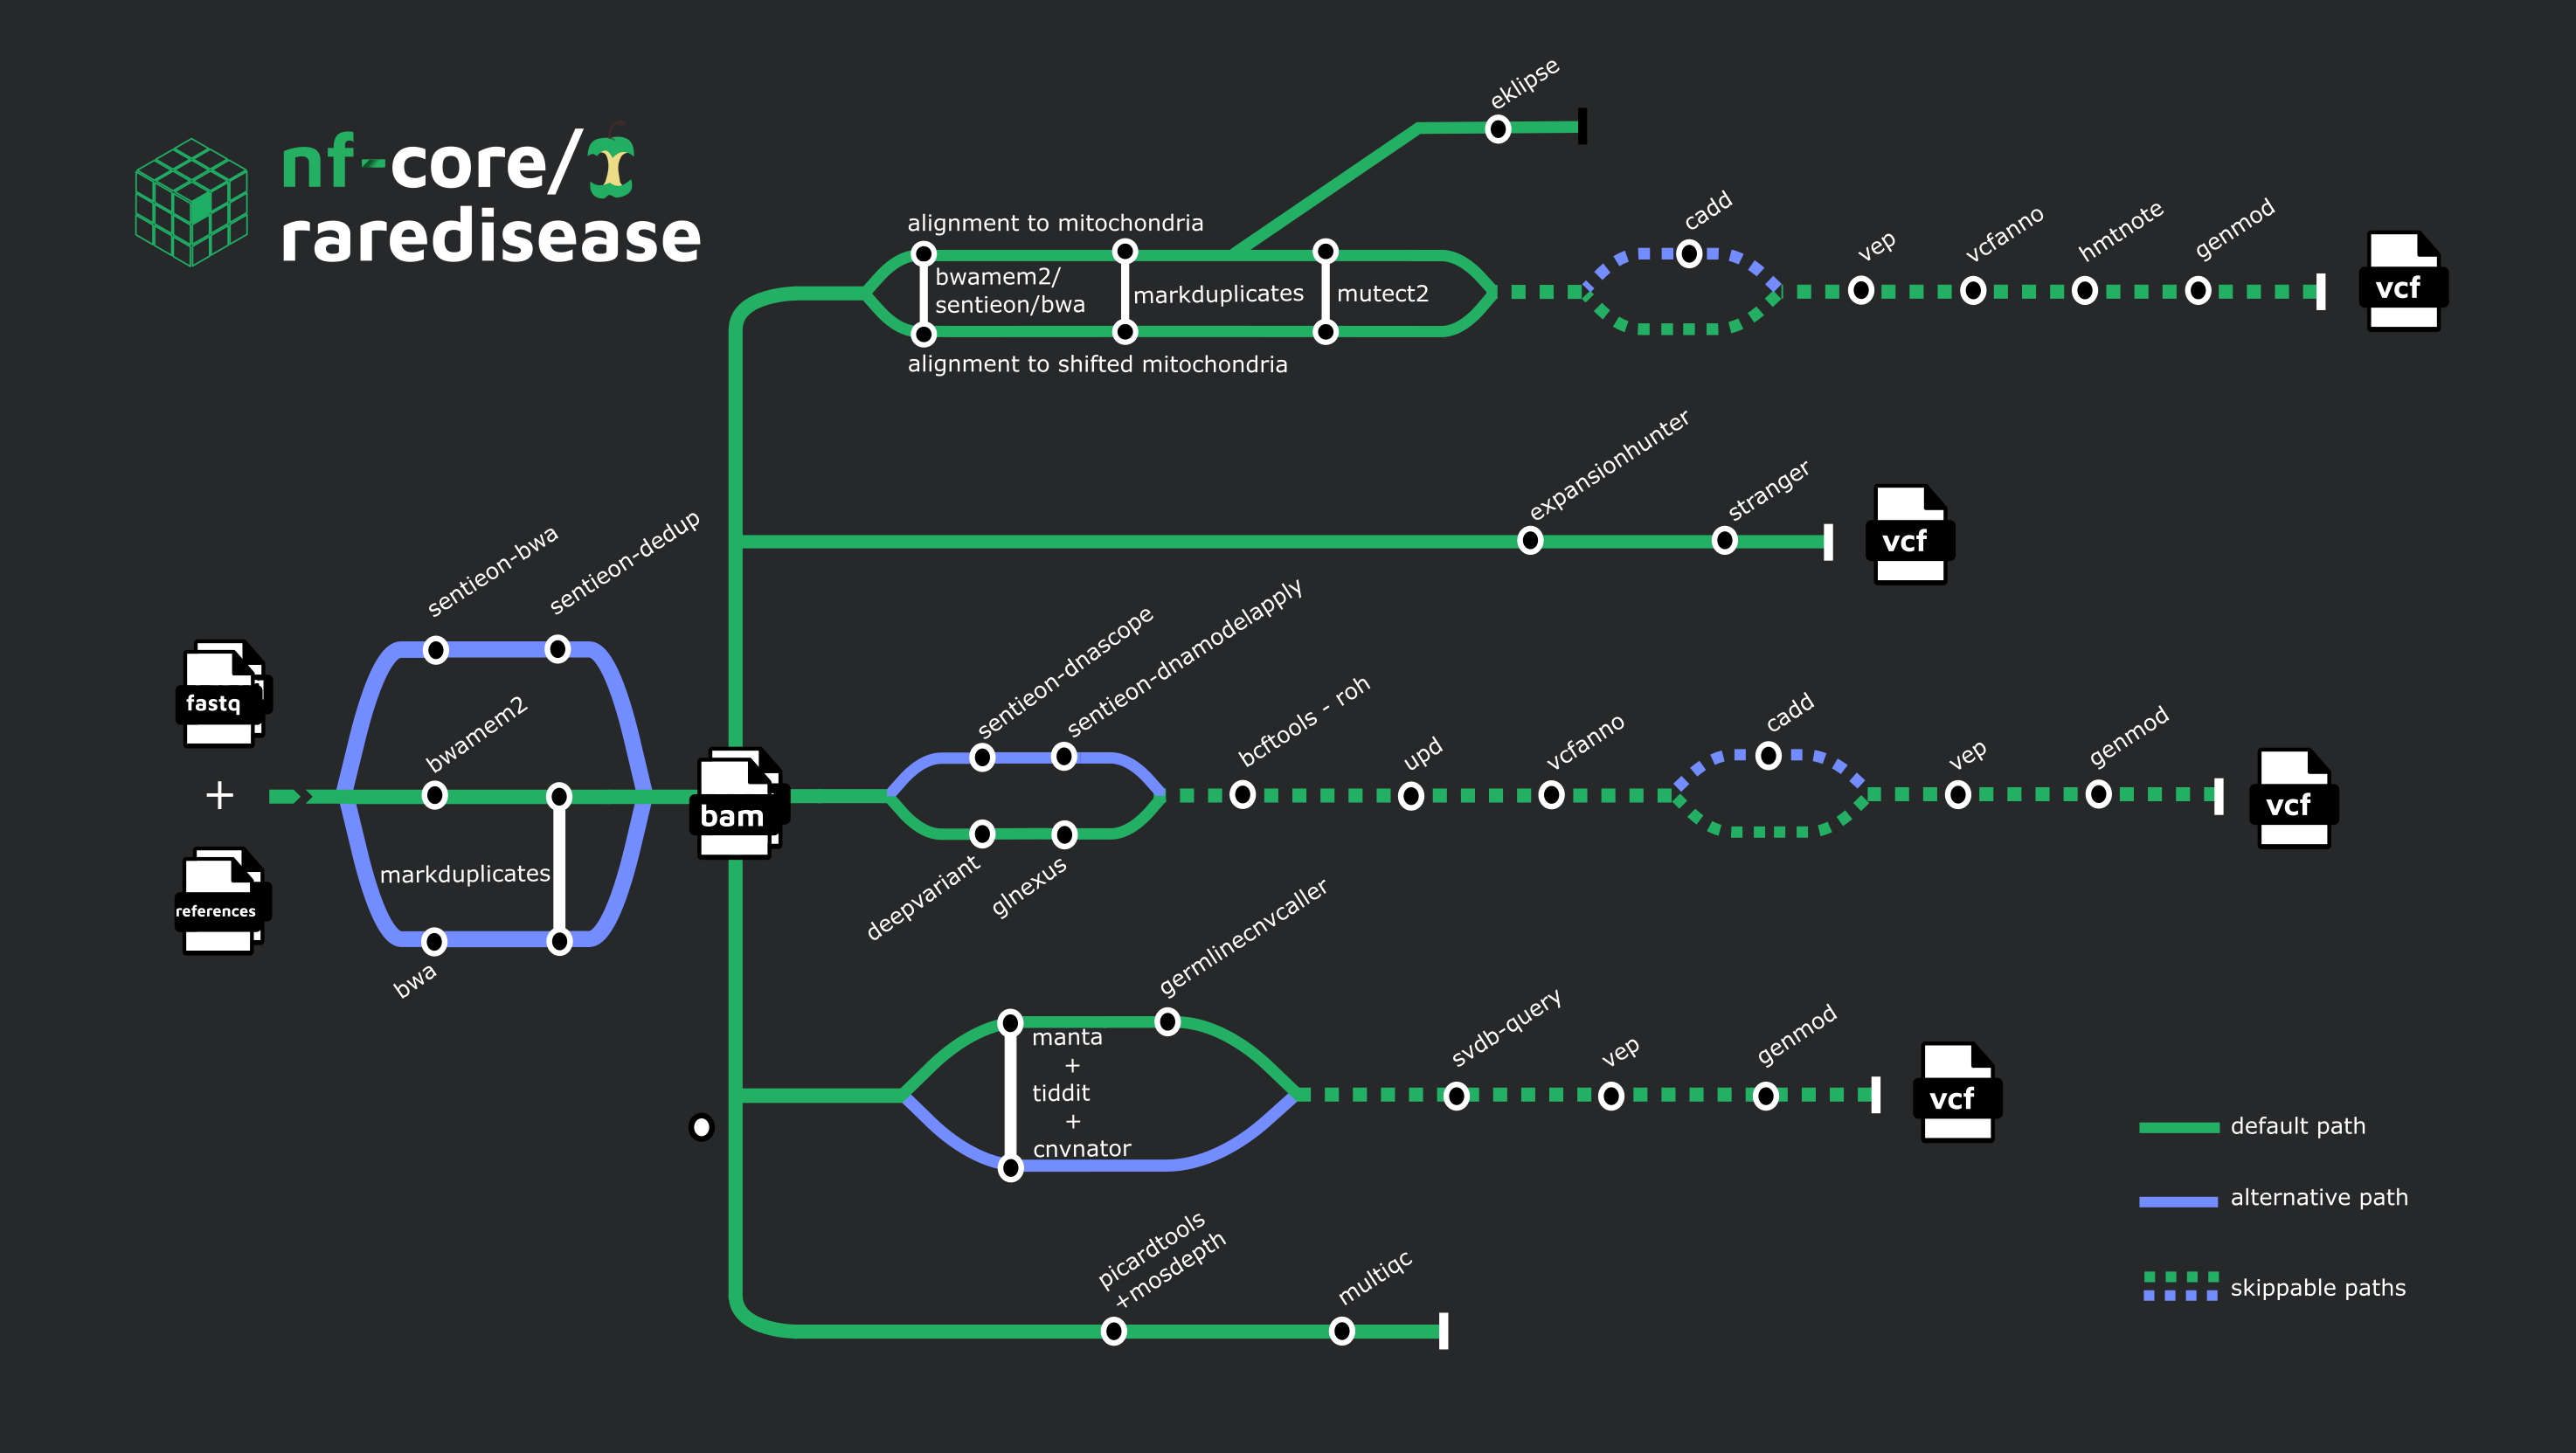 nf-core/
raredisease
eklipse
alignment to mitochondria
bwamem2/
sentieon/bwa
markduplicates
mutect2
alignment to shifted mitochondria
cadd
vep
vcfanno
hmtnote
genmod
vcf
expansionhunter
stranger
vcf
fastq
+
references
sentieon-bwa
sentieon-dedup
bwamem2
markduplicates
bwa
bam
sentieon-dnascope
sentieon-dnamodelapply
deepvariant
glnexus
bcftools - roh
upd
vcfanno
cadd
vep
genmod
vcf
manta
+
tiddit
+
cnvnator
germlinecnvcaller
svdb-query
vep
genmod
vcf
picardtools
+mosdepth
multiqc
default path
alternative path
skippable paths